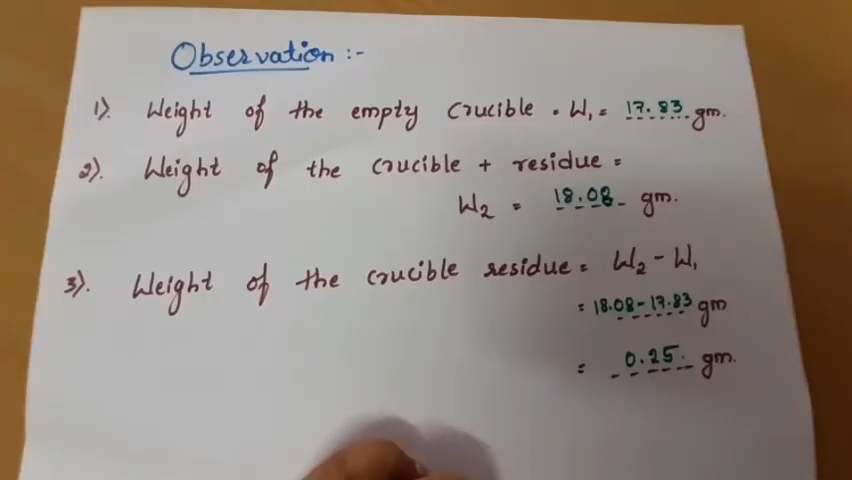 Observation :-
1). Weight of the empty crucible . W₁ = 17.83 gm.
2). Weight of the crucible + residue =
W₂ = 18.08 gm.
3). Weight of the crucible residue = W₂ - W₁
= 18.08-17.83 gm
= 0.25. gm.